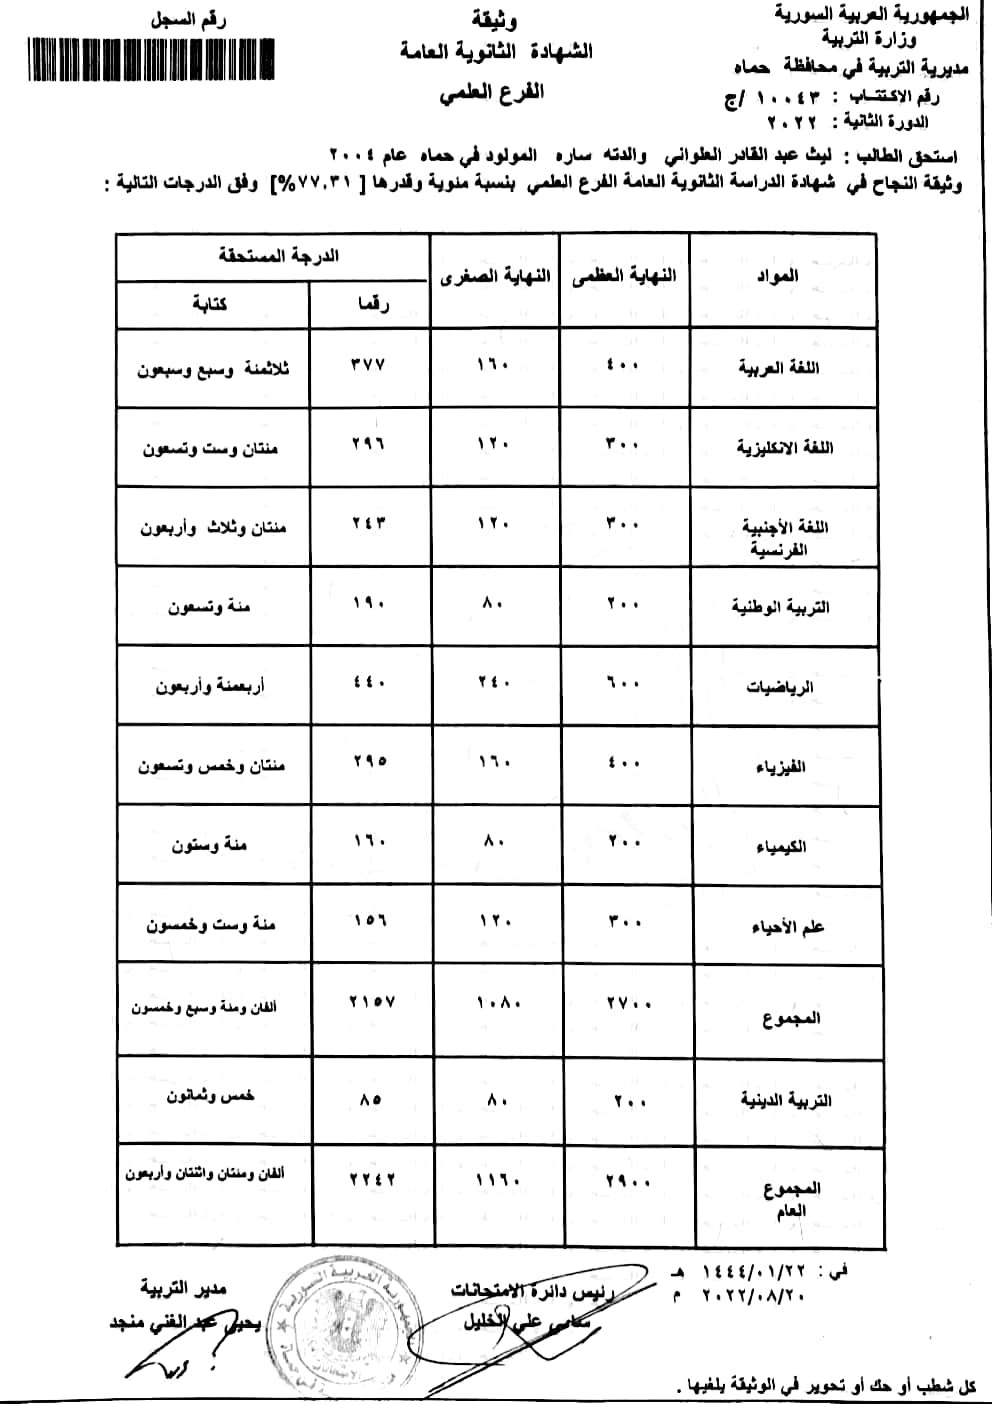 الجمهورية العربية السورية
وزارة التربية
مديرية التربية في محافظة حماه
رقم الاكتتاب : ١٠٠٤٣ /ج
الدورة الثانية : ٢٠٢٢
وثيقة
الشهادة الثانوية العامة
الفرع العلمي
رقم السجل
استحق الطالب : ليث عبد القادر العلواني والدته ساره المولود في حماه عام ٢٠٠٤
وثيقة النجاح في شهادة الدراسة الثانوية العامة الفرع العلمي بنسبة مئوية وقدرها [ ٧٧,٣١%] وفق الدرجات التالية :
المواد النهاية العظمى النهاية الصغرى الدرجة المستحقة
رقما كتابة
اللغة العربية ٤٠٠ ١٦٠ ٣٧٧ ثلاثمئة وسبع وسبعون
اللغة الانكليزية ٣٠٠ ١٢٠ ٢٩٦ مئتان وست وتسعون
اللغة الأجنبية ٣٠٠ ١٢٠ ٢٤٣ مئتان وثلاث وأربعون
الفرنسية
التربية الوطنية ٢٠٠ ٨٠ ١٩٠ مئة وتسعون
الرياضيات ٦٠٠ ٢٤٠ ٤٤٠ أربعمئة وأربعون
الفيزياء ٤٠٠ ١٦٠ ٢٩٥ مئتان وخمس وتسعون
الكيمياء ٢٠٠ ٨٠ ١٦٠ مئة وستون
علم الأحياء ٣٠٠ ١٢٠ ١٥٦ مئة وست وخمسون
المجموع ٢٧٠٠ ١٠٨٠ ٢١٥٧ ألفان ومئة وسبع وخمسون
التربية الدينية ٢٠٠ ٨٠ ٨٥ خمس وثمانون
المجموع ٢٩٠٠ ١١٦٠ ٢٢٤٢ ألفان ومئتان واثنتان وأربعون
العام
في : ١٤٤٤/٠١/٢٢ هـ
٢٠٢٢/٠٨/٢٠ م
رئيس دائرة الامتحانات
سامي علي الخليل
مدير التربية
يحيى عبد الغني منجد
كل شطب أو حك أو تحوير في الوثيقة يلغيها .